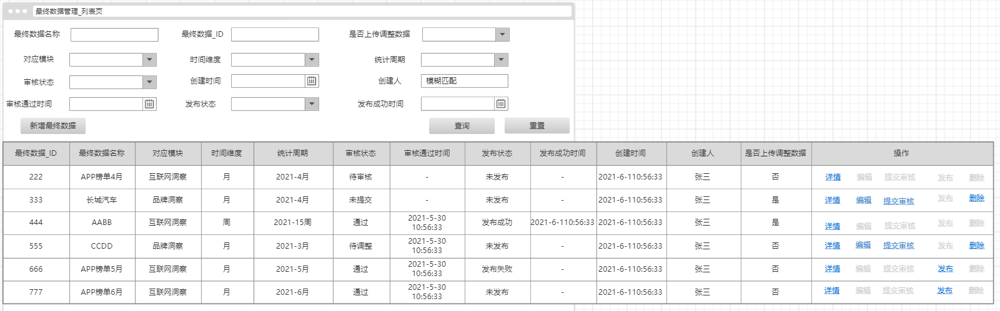 最终数据管理_列表页
最终数据名称 最终数据_ID 是否上传调整数据
对应模块 时间维度 统计周期
审核状态 创建时间 创建人 模糊匹配
审核通过时间 发布状态 发布成功时间
新增最终数据 查询 重置
最终数据_ID 最终数据名称 对应模块 时间维度 统计周期 审核状态 审核通过时间 发布状态 发布成功时间 创建时间 创建人 是否上传调整数据 操作
222 APP榜单4月 互联网洞察 月 2021-4月 待审核 - 未发布 - 2021-6-110:56:33 张三 否 详情 编辑 提交审核 发布 删除
333 长城汽车 品牌洞察 月 2021-4月 未提交 - 未发布 - 2021-6-110:56:33 张三 是 详情 编辑 提交审核 发布 删除
444 AABB 互联网洞察 周 2021-15周 通过 2021-5-30 10:56:33 发布成功 2021-6-110:56:33 2021-6-110:56:33 张三 是 详情 编辑 提交审核 发布 删除
555 CCDD 品牌洞察 月 2021-3月 待调整 2021-5-30 10:56:33 未发布 - 2021-6-110:56:33 张三 否 详情 编辑 提交审核 发布 删除
666 APP榜单5月 互联网洞察 月 2021-5月 通过 2021-5-30 10:56:33 发布失败 - 2021-6-110:56:33 张三 否 详情 编辑 提交审核 发布 删除
777 APP榜单6月 互联网洞察 月 2021-6月 通过 2021-5-30 10:56:33 未发布 - 2021-6-110:56:33 张三 否 详情 编辑 提交审核 发布 删除